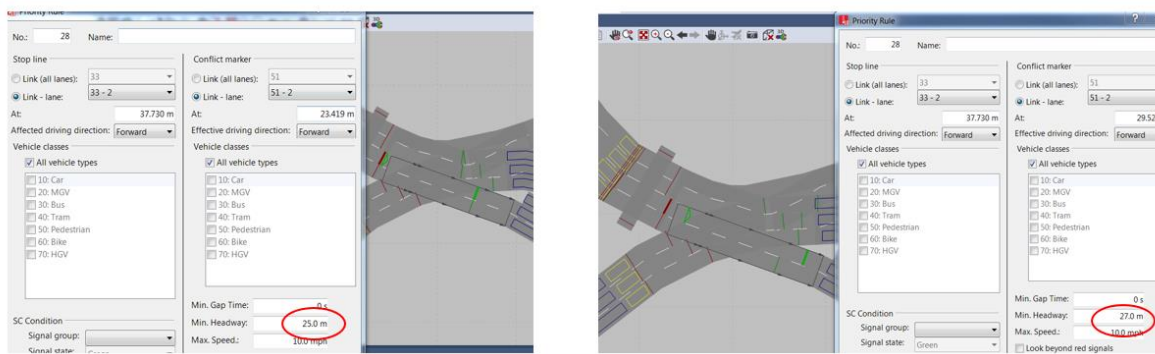 Priority Rule
No.: 28 Name:
Stop line
Link (all lanes): 33
Link - lane: 33 - 2
At: 37.730 m
Affected driving direction: Forward
Vehicle classes
All vehicle types
10: Car
20: MGV
30: Bus
40: Tram
50: Pedestrian
60: Bike
70: HGV
SC Condition
Signal group:
Signal state: Green
Conflict marker
Link (all lanes): 51
Link - lane: 51 - 2
At: 23.419 m
Effective driving direction: Forward
Vehicle classes
All vehicle types
10: Car
20: MGV
30: Bus
40: Tram
50: Pedestrian
60: Bike
70: HGV
Min. Gap Time: 0 s
Min. Headway: 25.0 m
Max. Speed.: 10.0 mph
Priority Rule ?
No.: 28 Name:
Stop line
Link (all lanes): 33
Link - lane: 33 - 2
At: 37.730 m
Affected driving direction: Forward
Vehicle classes
All vehicle types
10: Car
20: MGV
30: Bus
40: Tram
50: Pedestrian
60: Bike
70: HGV
SC Condition
Signal group:
Signal state: Green
Conflict marker
Link (all lanes): 51
Link - lane: 51 - 2
At: 29.52
Effective driving direction: Forward
Vehicle classes
All vehicle types
10: Car
20: MGV
30: Bus
40: Tram
50: Pedestrian
60: Bike
70: HGV
Min. Gap Time: 0 s
Min. Headway: 27.0 m
Max. Speed: 10.0 mph
Look beyond red signals